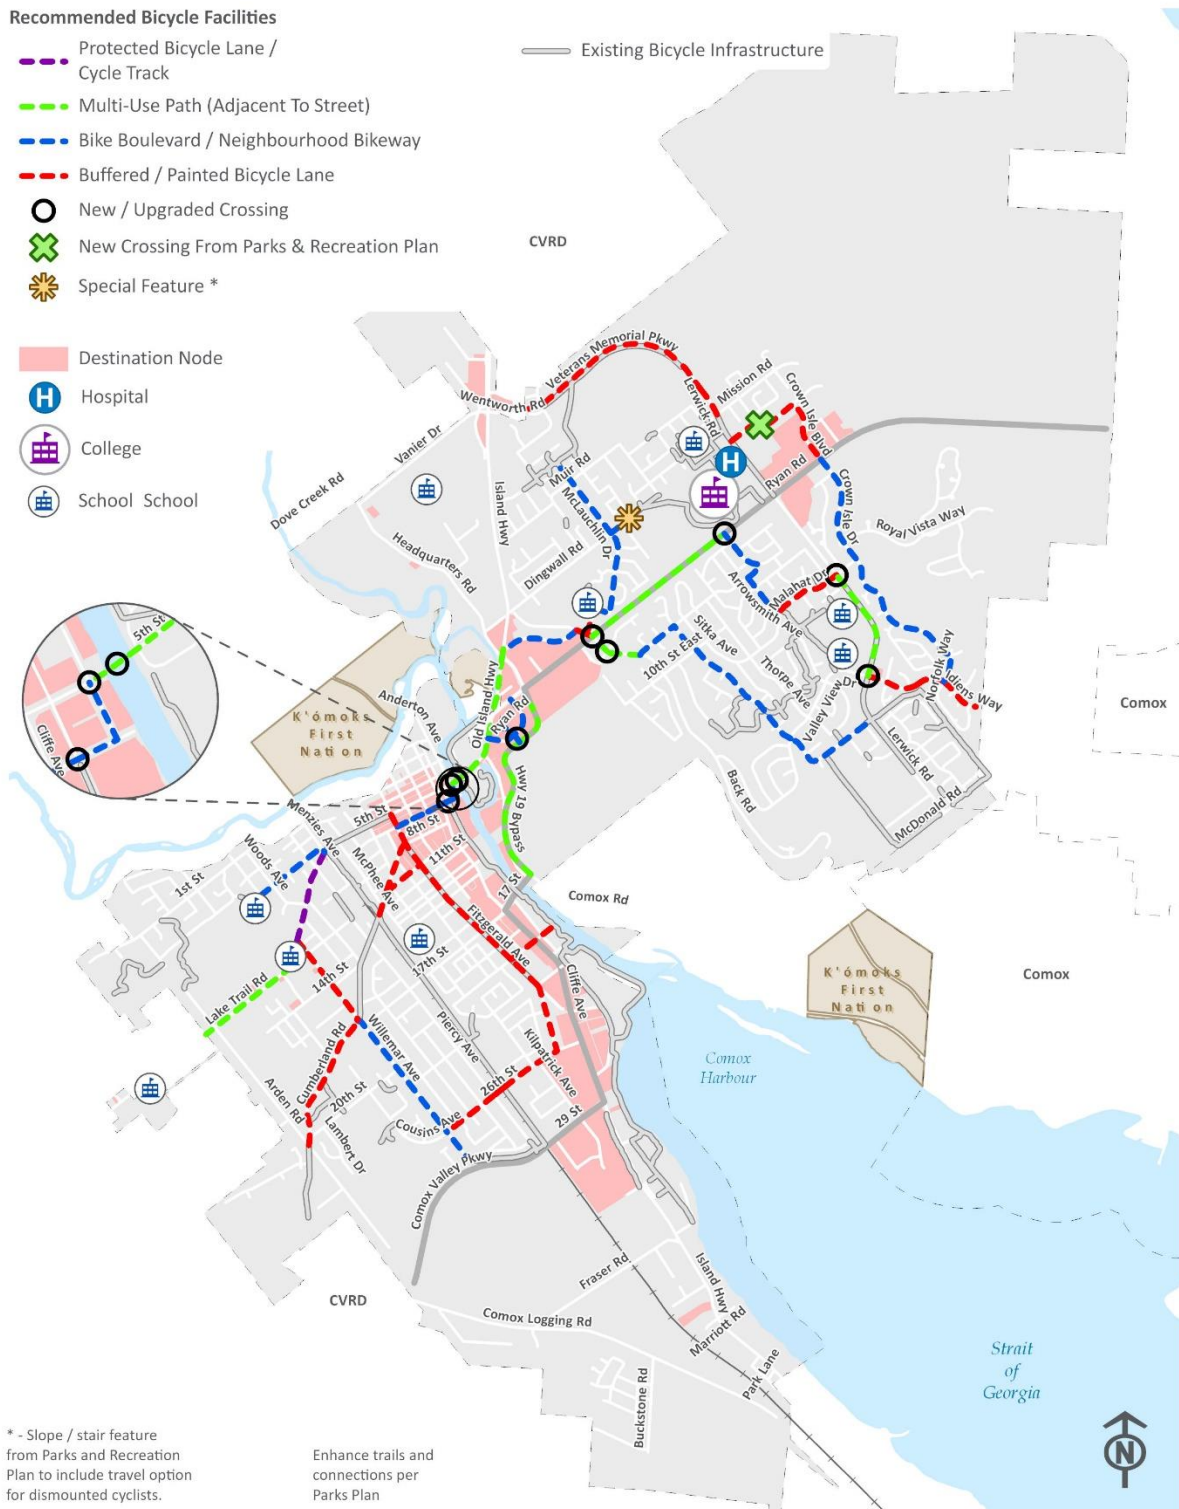 Recommended Bicycle Facilities
Protected Bicycle Lane /
Cycle Track
Multi-Use Path (Adjacent To Street)
Bike Boulevard / Neighbourhood Bikeway
Buffered / Painted Bicycle Lane
New / Upgraded Crossing
New Crossing From Parks & Recreation Plan
Special Feature *
Existing Bicycle Infrastructure
Destination Node
H
Hospital
College
School School
CVRD
Veterans Memorial Pkwy
Wentworth Rd
Lerwick Rd
Mission Rd
Crown Isle Blvd
Vanier Dr
Dove Creek Rd
Island Hwy
Muir Rd
McLauchlin Dr
H
Ryan Rd
Crown Isle Dr
Royal Vista Way
Headquarters Rd
Dingwall Rd
Malahat Dr
Arrowsmith Ave
Sitka Ave
10th St East
Thorpe Ave
Valley View Dr
Norfolk Way
Idiens Way
Comox
5th St
Cliffe Ave
K'ómoks
First
Nation
Anderton Ave
Old Island Hwy
Ryan Rd
Hwy 19 Bypass
Back Rd
Lerwick Rd
McDonald Rd
Menzies Ave
5th St
8th St
11th St
Woods Ave
1st St
McPhee Ave
17 St
Comox Rd
Fitzgerald Ave
17th St
14th St
Lake Trail Rd
Cliffe Ave
K'ómoks
First
Nation
Comox
Cumberland Rd
Willemar Ave
Piercy Ave
Kilpatrick Ave
Comox
Harbour
Arden Rd
20th St
26th St
Lambert Dr
Cousins Ave
29 St
Comox Valley Pkwy
CVRD
Fraser Rd
Island Hwy
Comox Logging Rd
Marriott Rd
Park Lane
Buckstone Rd
Strait
of
Georgia
N
* - Slope / stair feature
from Parks and Recreation
Plan to include travel option
for dismounted cyclists.
Enhance trails and
connections per
Parks Plan